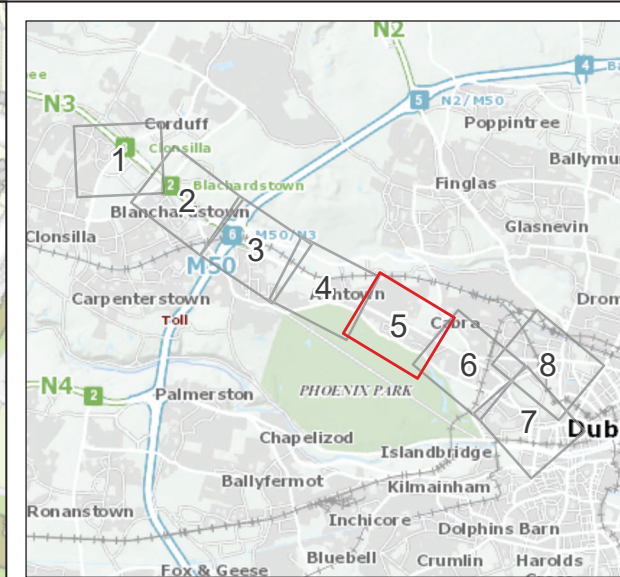 N2
4
Ba
ee
N3
5 N2/M50
Corduff
Poppintree
Clonsilla
1
Ballymu
2 Blachardstown
Finglas
2
Blanchardstown
Glasnevin
Clonsilla
6 M50/N3
3
M50
4
Ashtown
Carpenterstown
Drom
Toll
5
Cabra
8
6
N4
2
PHOENIX PARK
Palmerston
7
Dub
Chapelizod
Islandbridge
Ballyfermot
Kilmainham
Ronanstown
Inchicore
Dolphins Barn
Bluebell
Crumlin
Harolds
Fox & Geese